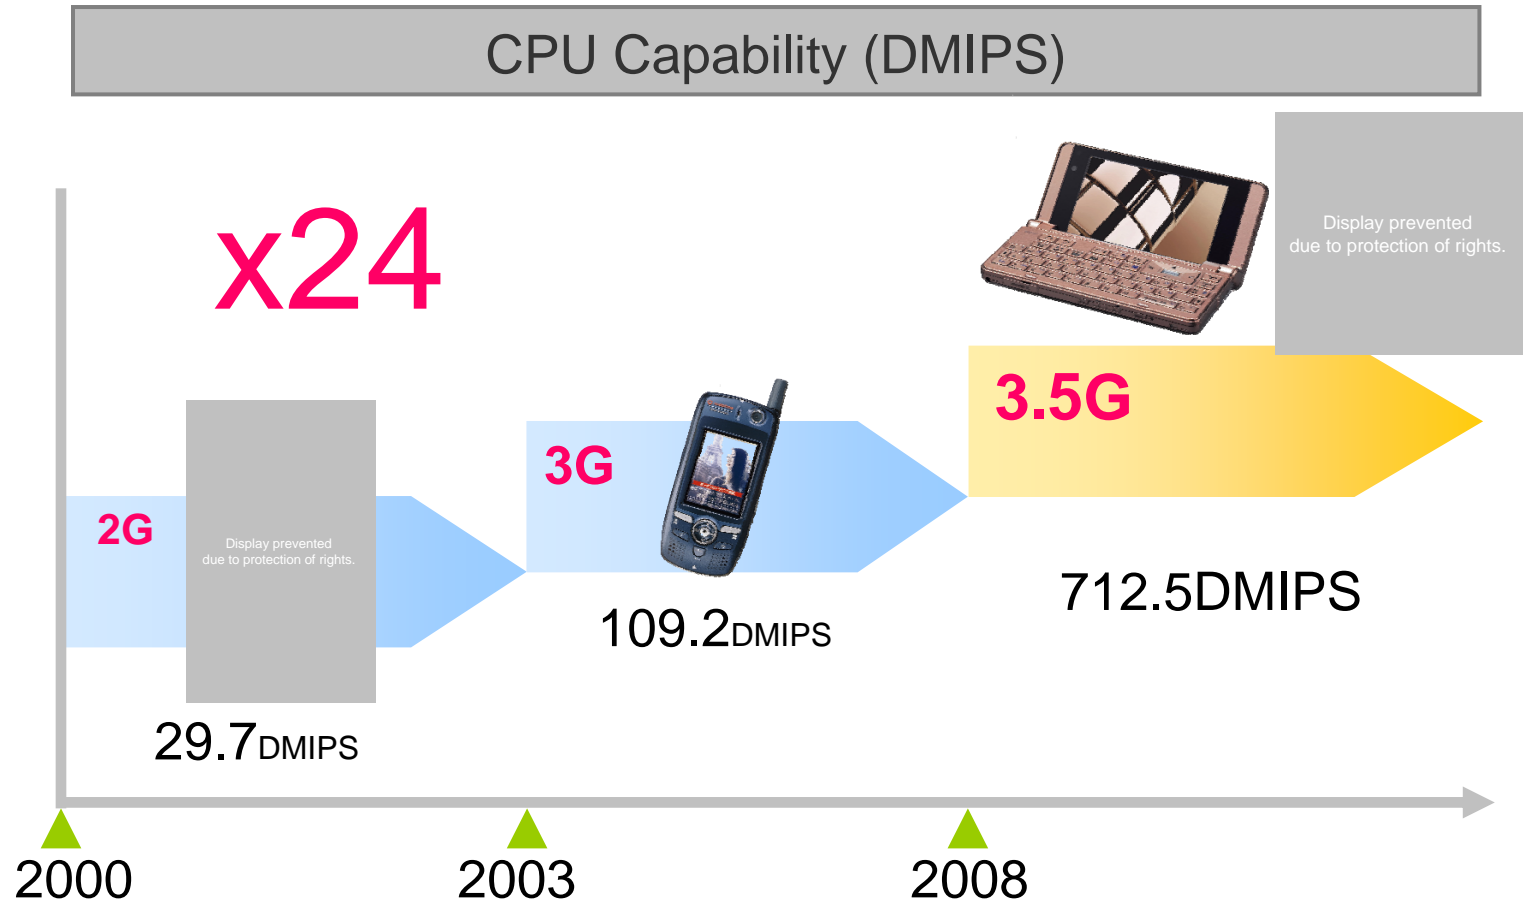 CPU Capability (DMIPS)
x24
Display prevented
due to protection of rights.
3.5G
3G
2G
Display prevented
due to protection of rights.
712.5DMIPS
109.2DMIPS
29.7DMIPS
2000
2003
2008